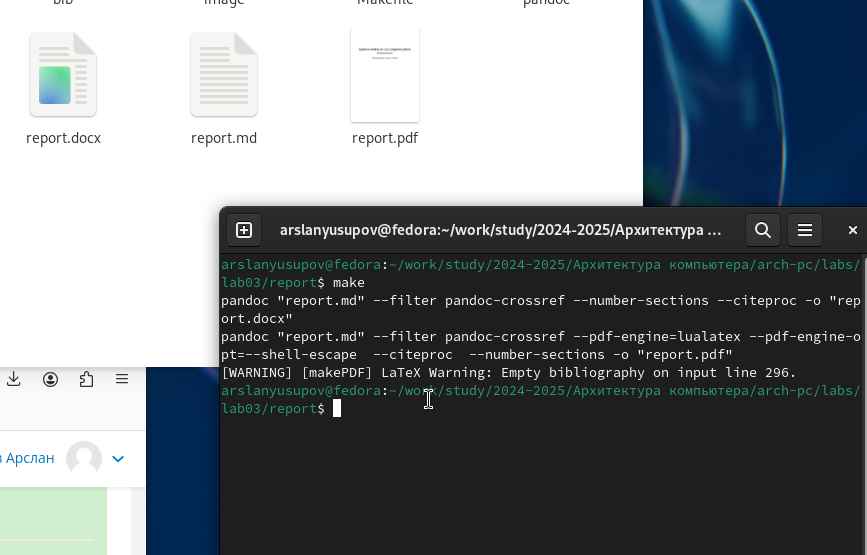 bib
image
Makefile
pandoc
report.docx
report.md
report.pdf
arslanyusupov@fedora:~/work/study/2024-2025/Архитектура ...
arslanyusupov@fedora:~/work/study/2024-2025/Архитектура компьютера/arch-pc/labs/
lab03/report$ make
pandoc "report.md" --filter pandoc-crossref --number-sections --citeproc -o "rep
ort.docx"
pandoc "report.md" --filter pandoc-crossref --pdf-engine=lualatex --pdf-engine-o
pt=--shell-escape  --citeproc  --number-sections -o "report.pdf"
[WARNING] [makePDF] LaTeX Warning: Empty bibliography on input line 296.
arslanyusupov@fedora:~/work/study/2024-2025/Архитектура компьютера/arch-pc/labs/
lab03/report$
в Арслан